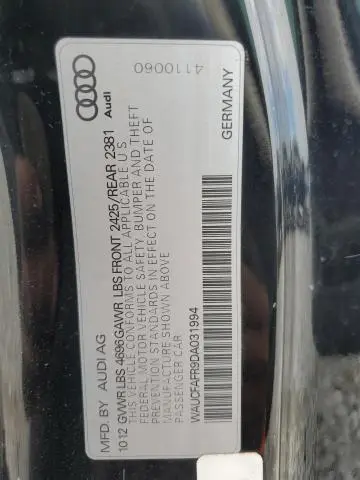 MFD. BY AUDI AG
10 12 GVWR LBS 4696 GAWR LBS FRONT 2425/REAR 2381
THIS VEHICLE CONFORMS TO ALL APPLICABLE U.S
FEDERAL MOTOR VEHICLE SAFETY, BUMPER AND THEFT
PREVENTION STANDARDS IN EFFECT ON THE DATE OF
MANUFACTURE SHOWN ABOVE
PASSENGER CAR
WAUCFAFR9DA031994
GERMANY
Audi
4110060